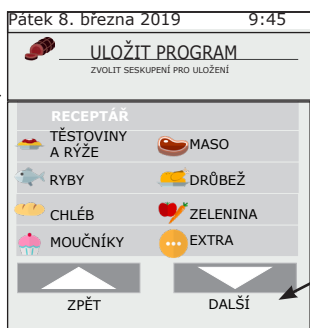 Pátek 8. března 2019 9:45
ULOŽIT PROGRAM
ZVOLIT SESKUPENÍ PRO ULOŽENÍ
RECEPTÁŘ
TĚSTOVINY
A RÝŽE
MASO
RYBY
DRŮBEŽ
CHLÉB
ZELENINA
MOUČNÍKY
EXTRA
ZPĚT
DALŠÍ